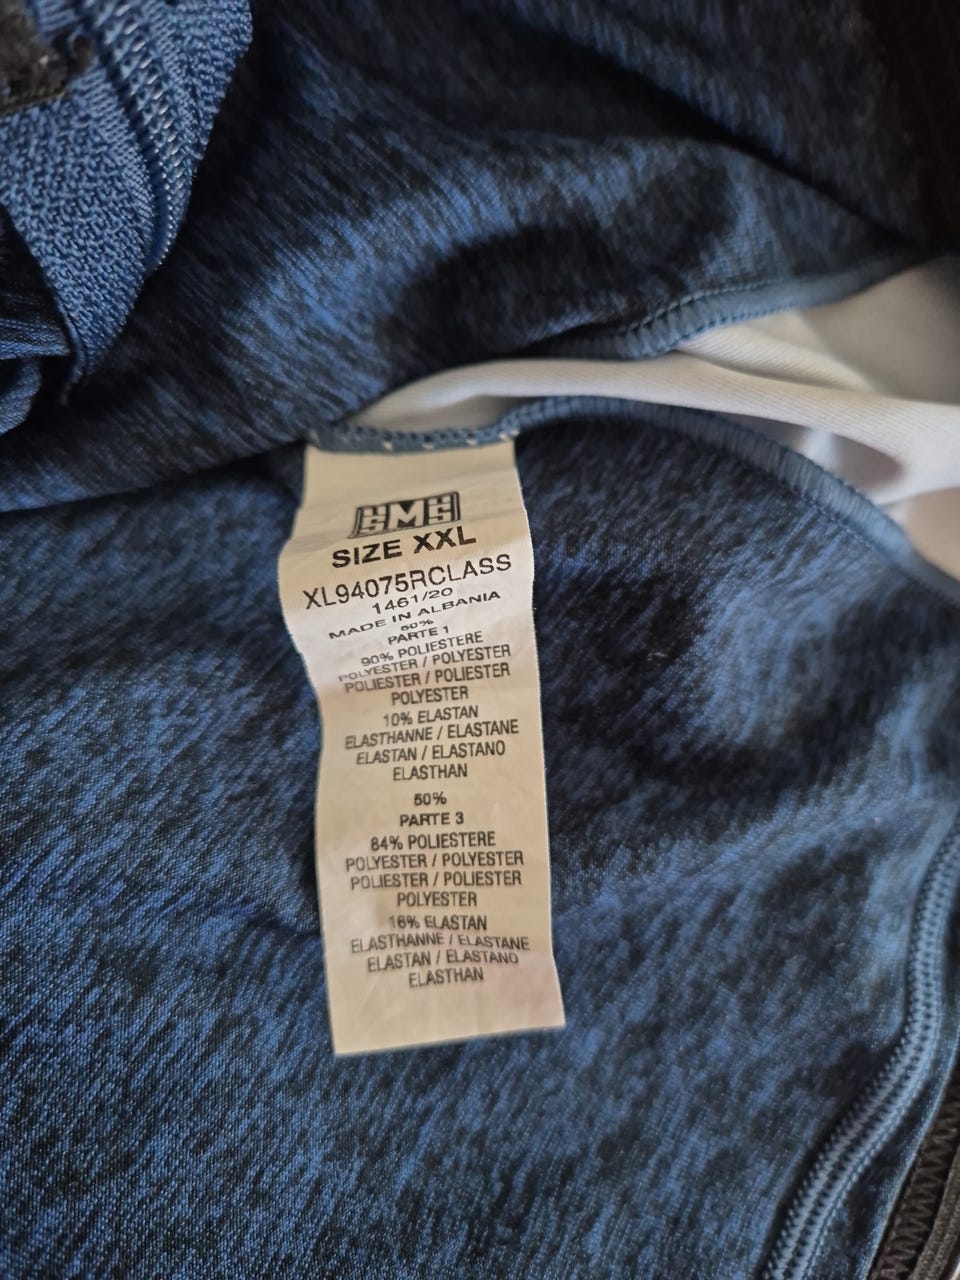 SMS
SIZE XXL
XL94075RCLASS
1461/20
MADE IN ALBANIA
50%
PARTE 1
90% POLIESTERE
POLYESTER / POLYESTER
POLIESTER / POLIESTER
POLYESTER
10% ELASTAN
ELASTHANNE / ELASTANE
ELASTAN / ELASTANO
ELASTHAN
50%
PARTE 3
84% POLIESTERE
POLYESTER / POLYESTER
POLIESTER / POLIESTER
POLYESTER
16% ELASTAN
ELASTHANNE / ELASTANE
ELASTAN / ELASTANO
ELASTHAN